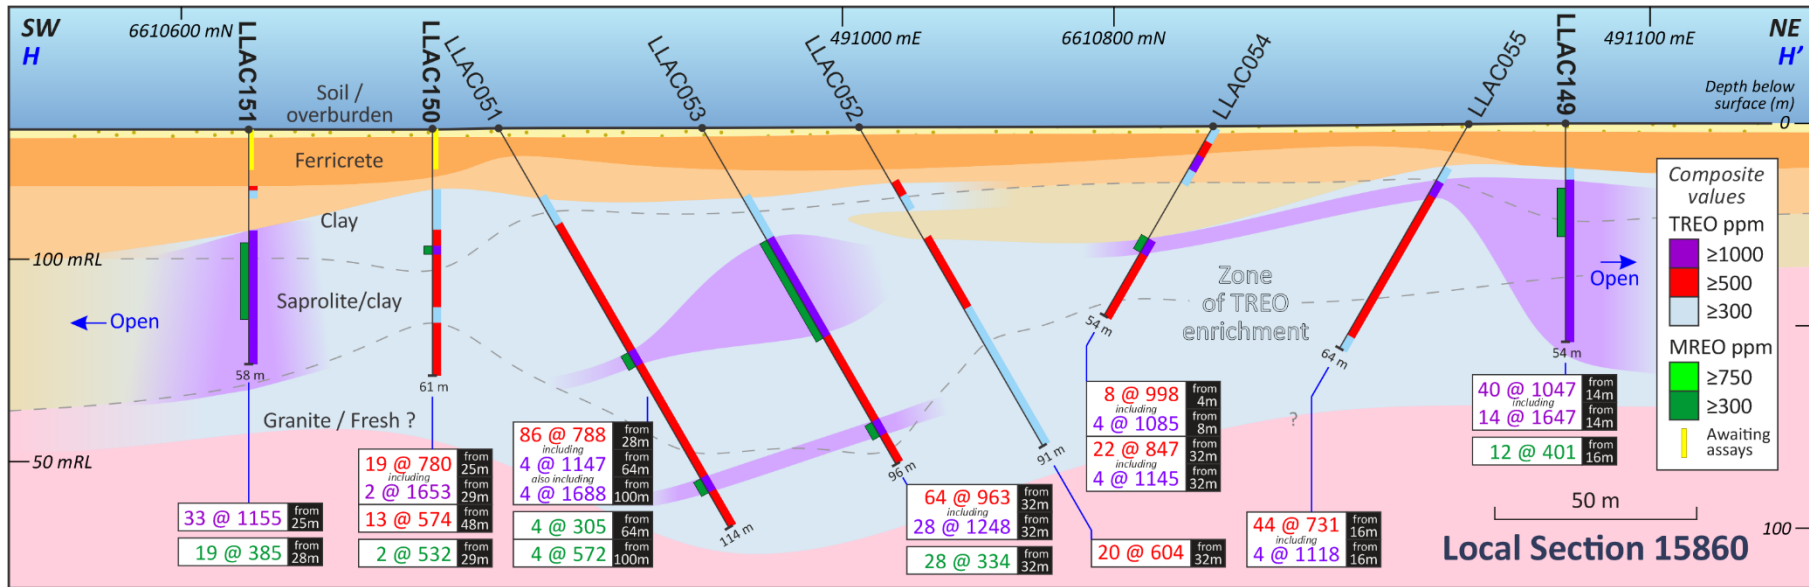 SW
H
6610600 mN
LLAC151
LLAC150
LLAC051
LLAC053
LLAC052
491000 mE
6610800 mN
LLAC054
LLAC055
LLAC149
491100 mE
NE
H'
Depth below
surface (m)
0
Soil /
overburden
Ferricrete
Clay
Saprolite/clay
Granite / Fresh ?
100 mRL
50 mRL
Open
Zone
of TREO
enrichment
Open
?
58 m
61 m
114 m
96 m
91 m
54 m
64 m
54 m
33 @ 1155 from 25m
19 @ 385 from 28m
19 @ 780 from 25m
including
2 @ 1653 from 29m
13 @ 574 from 48m
2 @ 532 from 29m
86 @ 788 from 28m
including
4 @ 1147 from 64m
also including
4 @ 1688 from 100m
4 @ 305 from 64m
4 @ 572 from 100m
64 @ 963 from 32m
including
28 @ 1248 from 32m
28 @ 334 from 32m
20 @ 604 from 32m
8 @ 998 from 4m
including
4 @ 1085 from 8m
22 @ 847 from 32m
including
4 @ 1145 from 32m
44 @ 731 from 16m
including
4 @ 1118 from 16m
40 @ 1047 from 14m
including
14 @ 1647 from 14m
12 @ 401 from 16m
Composite
values
TREO ppm
≥1000
≥500
≥300
MREO ppm
≥750
≥300
Awaiting
assays
50 m
100
Local Section 15860